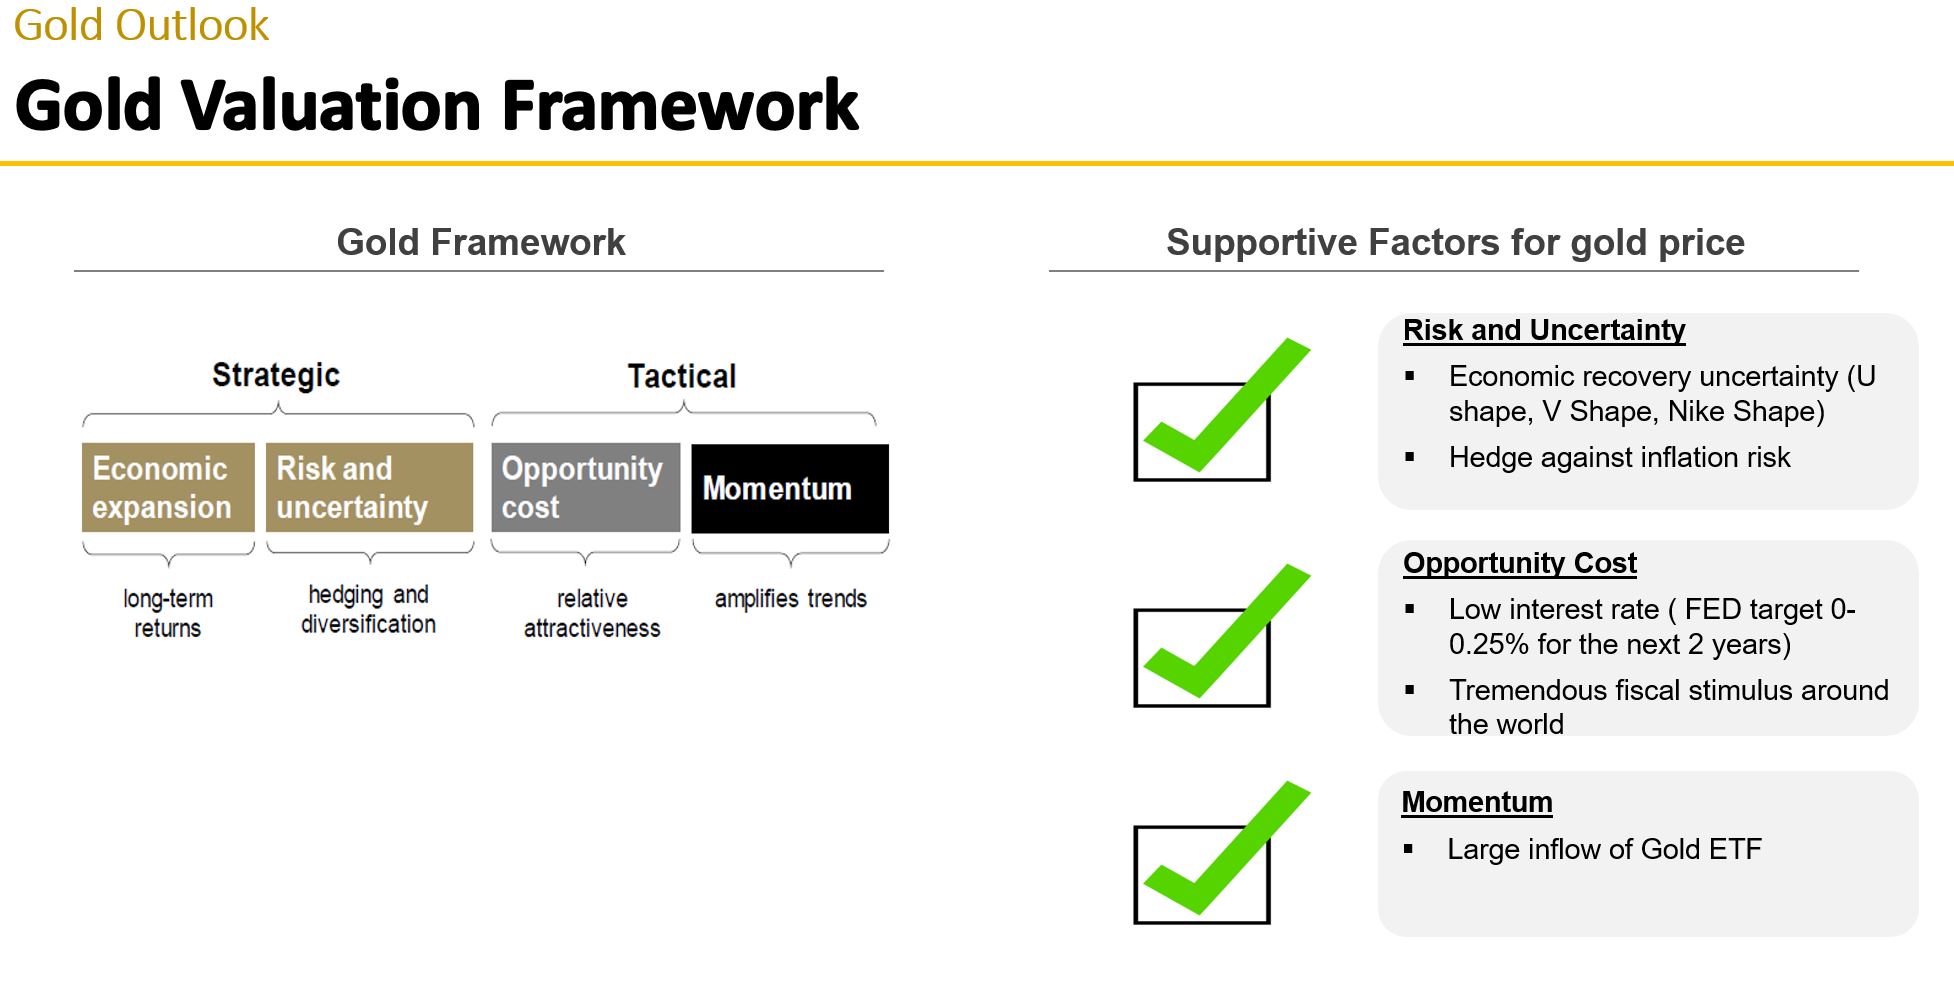 Gold Outlook
Gold Valuation Framework
Gold Framework
Strategic
Tactical
Economic
expansion
Risk and
uncertainty
Opportunity
cost
Momentum
long-term
returns
hedging and
diversification
relative
attractiveness
amplifies trends
Supportive Factors for gold price
Risk and Uncertainty
▪ Economic recovery uncertainty (U
shape, V Shape, Nike Shape)
▪ Hedge against inflation risk
Opportunity Cost
▪ Low interest rate ( FED target 0-
0.25% for the next 2 years)
▪ Tremendous fiscal stimulus around
the world
Momentum
▪ Large inflow of Gold ETF